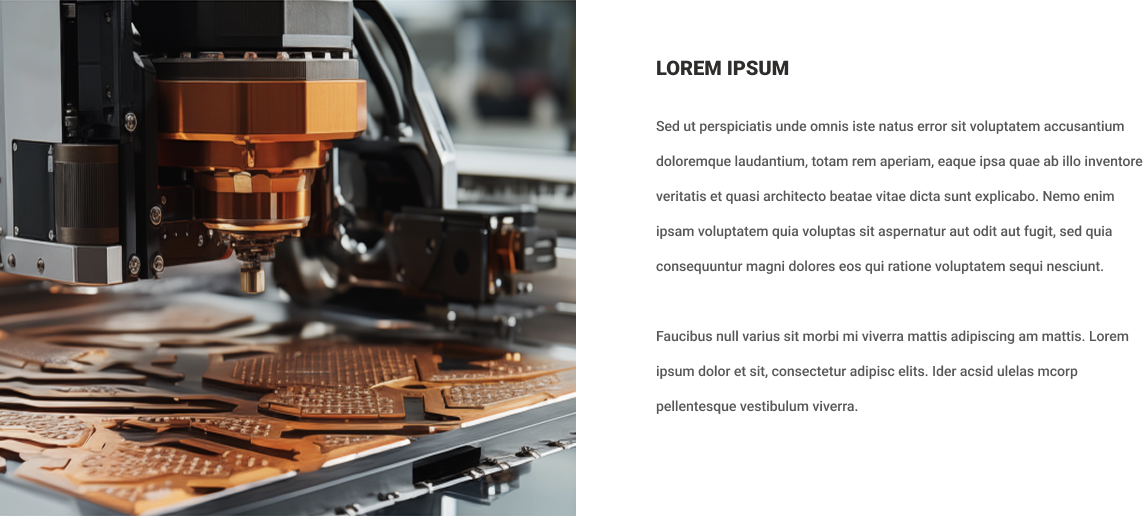 LOREM IPSUM
Sed ut perspiciatis unde omnis iste natus error sit voluptatem accusantium
doloremque laudantium, totam rem aperiam, eaque ipsa quae ab illo inventore
veritatis et quasi architecto beatae vitae dicta sunt explicabo. Nemo enim
ipsam voluptatem quia voluptas sit aspernatur aut odit aut fugit, sed quia
consequuntur magni dolores eos qui ratione voluptatem sequi nesciunt.
Faucibus null varius sit morbi mi viverra mattis adipiscing am mattis. Lorem
ipsum dolor et sit, consectetur adipisc elits. Ider acsid ulelas mcorp
pellentesque vestibulum viverra.